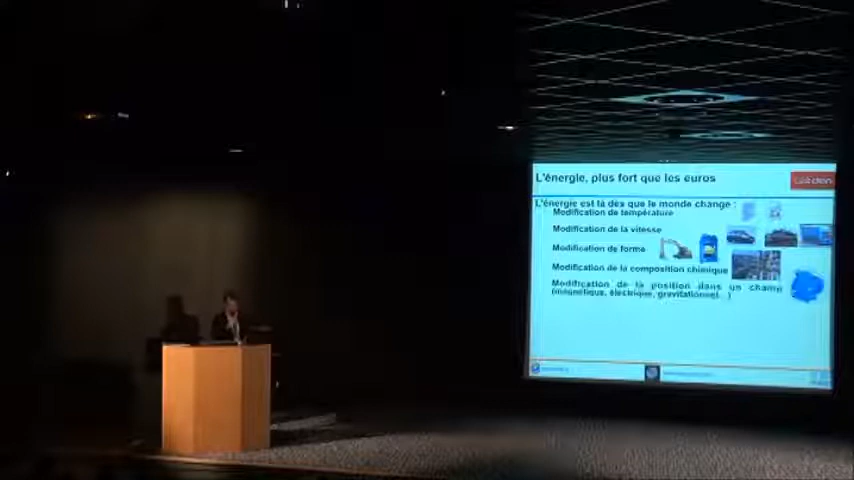 L'énergie, plus fort que les euros
L'énergie est là dès que le monde change :
Modification de température
Modification de la vitesse
Modification de forme
Modification de la composition chimique
Modification de la position dans un champ
(magnétique, électrique, gravitationnel...)